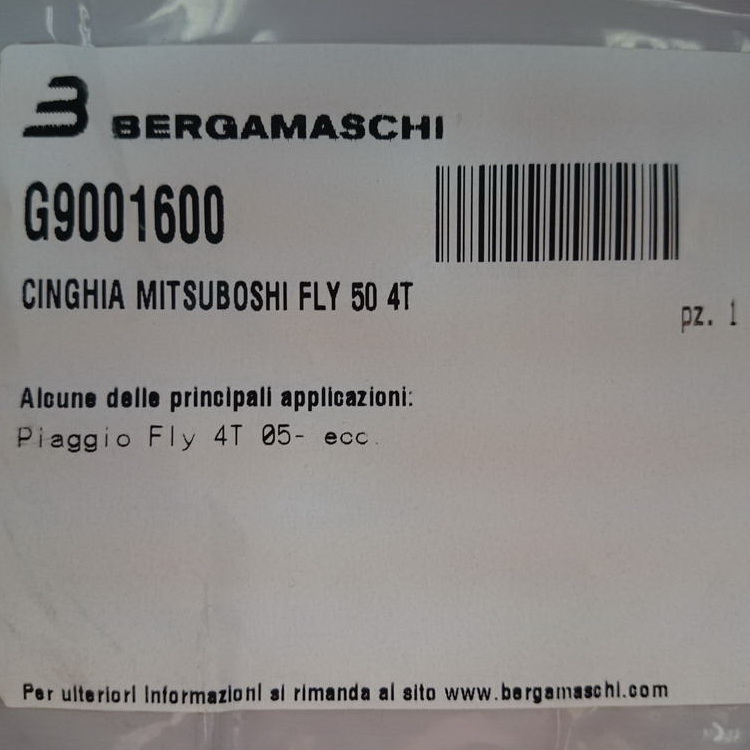 BERGAMASCHI
G9001600
CINGHIA MITSUBOSHI FLY 50 4T
pz. 1
Alcune delle principali applicazioni:
Piaggio Fly 4T 05- ecc.
Per ulteriori informazioni si rimanda al sito www.bergamaschi.com